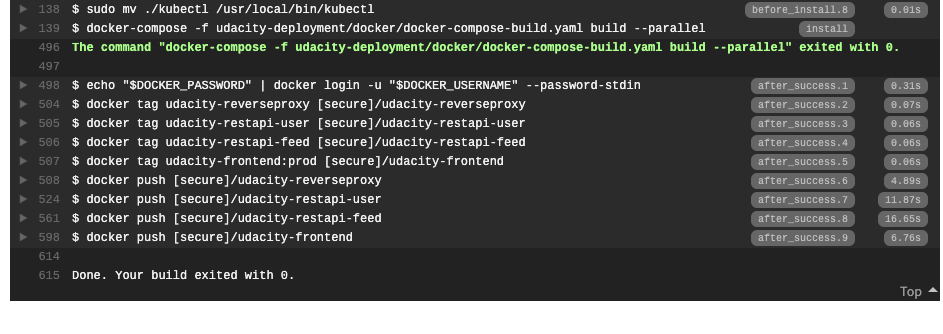 138 $ sudo mv ./kubectl /usr/local/bin/kubectl before_install.8 0.01s
139 $ docker-compose -f udacity-deployment/docker/docker-compose-build.yaml build --parallel install
496 The command "docker-compose -f udacity-deployment/docker/docker-compose-build.yaml build --parallel" exited with 0.
497
498 $ echo "$DOCKER_PASSWORD" | docker login -u "$DOCKER_USERNAME" --password-stdin after_success.1 0.31s
504 $ docker tag udacity-reverseproxy [secure]/udacity-reverseproxy after_success.2 0.07s
505 $ docker tag udacity-restapi-user [secure]/udacity-restapi-user after_success.3 0.06s
506 $ docker tag udacity-restapi-feed [secure]/udacity-restapi-feed after_success.4 0.06s
507 $ docker tag udacity-frontend:prod [secure]/udacity-frontend after_success.5 0.06s
508 $ docker push [secure]/udacity-reverseproxy after_success.6 4.89s
524 $ docker push [secure]/udacity-restapi-user after_success.7 11.87s
561 $ docker push [secure]/udacity-restapi-feed after_success.8 16.65s
598 $ docker push [secure]/udacity-frontend after_success.9 6.76s
614
615 Done. Your build exited with 0.
Top